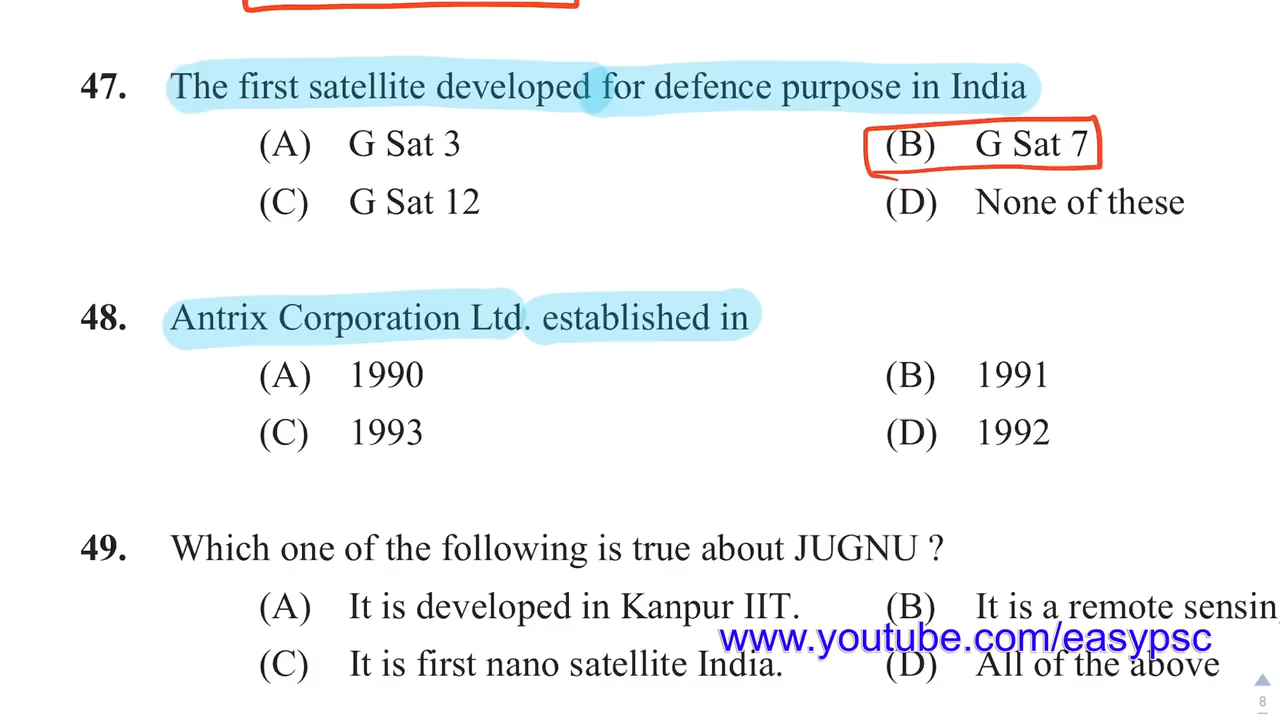 47. The first satellite developed for defence purpose in India
(A) G Sat 3 (B) G Sat 7
(C) G Sat 12 (D) None of these
48. Antrix Corporation Ltd. established in
(A) 1990 (B) 1991
(C) 1993 (D) 1992
49. Which one of the following is true about JUGNU ?
(A) It is developed in Kanpur IIT. (B) It is a remote sensin
www.youtube.com/easypsc
(C) It is first nano satellite India. (D) All of the above
8